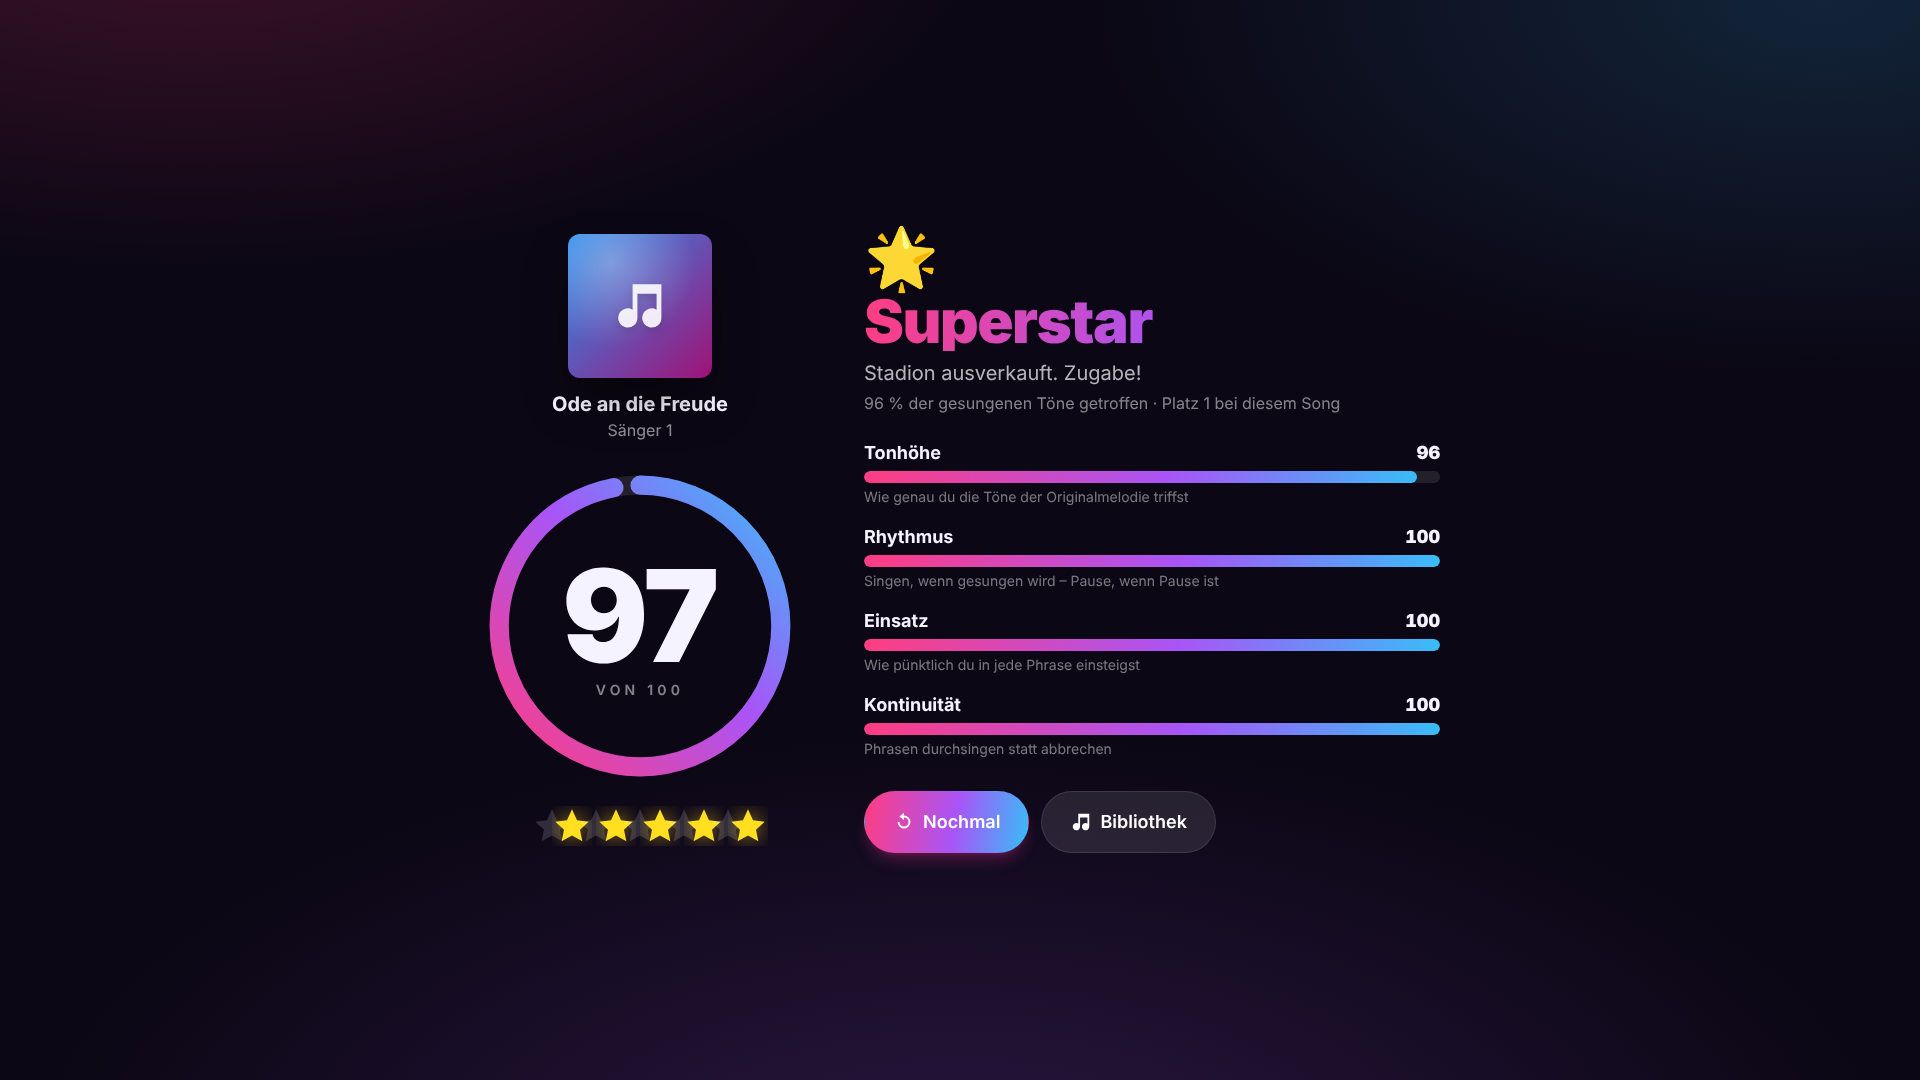 Ode an die Freude
Sänger 1
97
VON 100
Superstar
Stadion ausverkauft. Zugabe!
96 % der gesungenen Töne getroffen · Platz 1 bei diesem Song
Tonhöhe 96
Wie genau du die Töne der Originalmelodie triffst
Rhythmus 100
Singen, wenn gesungen wird – Pause, wenn Pause ist
Einsatz 100
Wie pünktlich du in jede Phrase einsteigst
Kontinuität 100
Phrasen durchsingen statt abbrechen
Nochmal
Bibliothek